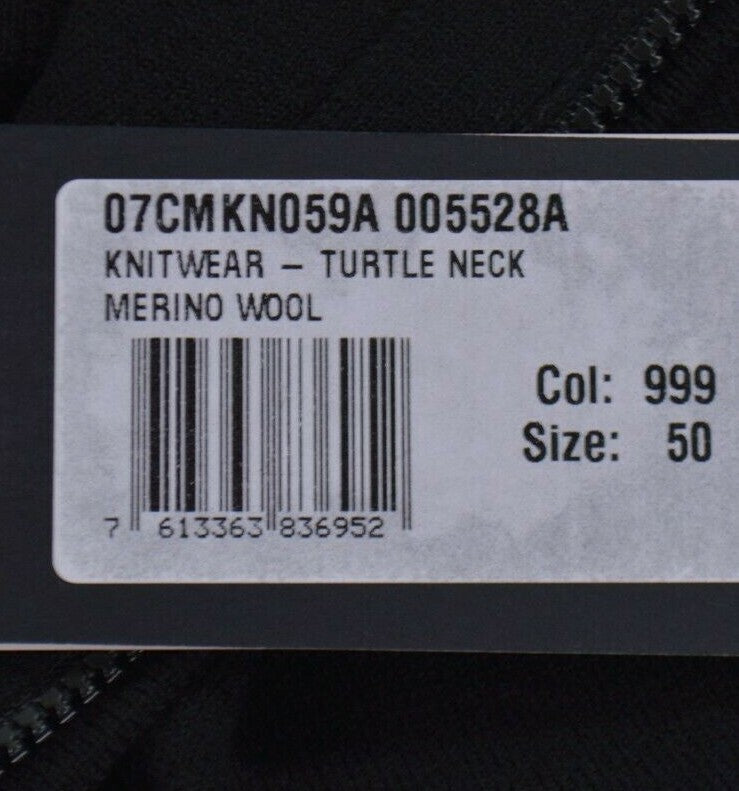 07CMKN059A 005528A
KNITWEAR – TURTLE NECK
MERINO WOOL
Col: 999
Size: 50
7 613363 836952